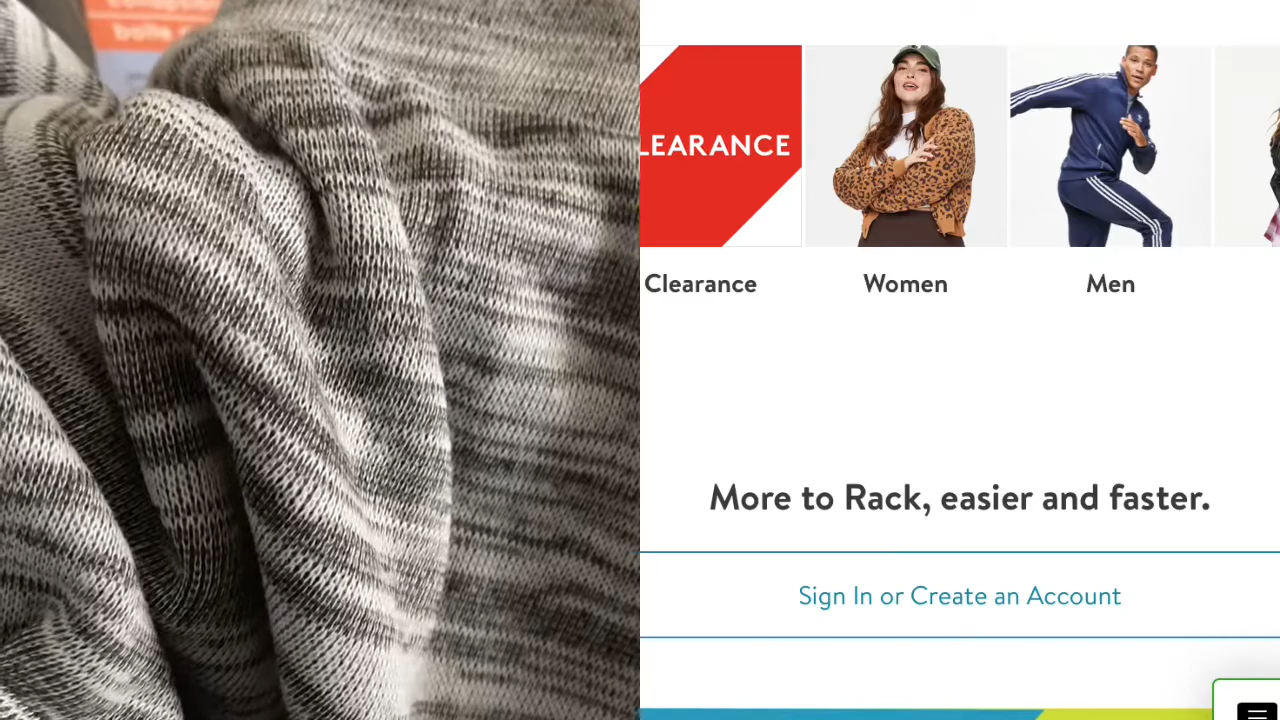 LEARANCE
Clearance
Women
Men
More to Rack, easier and faster.
Sign In or Create an Account